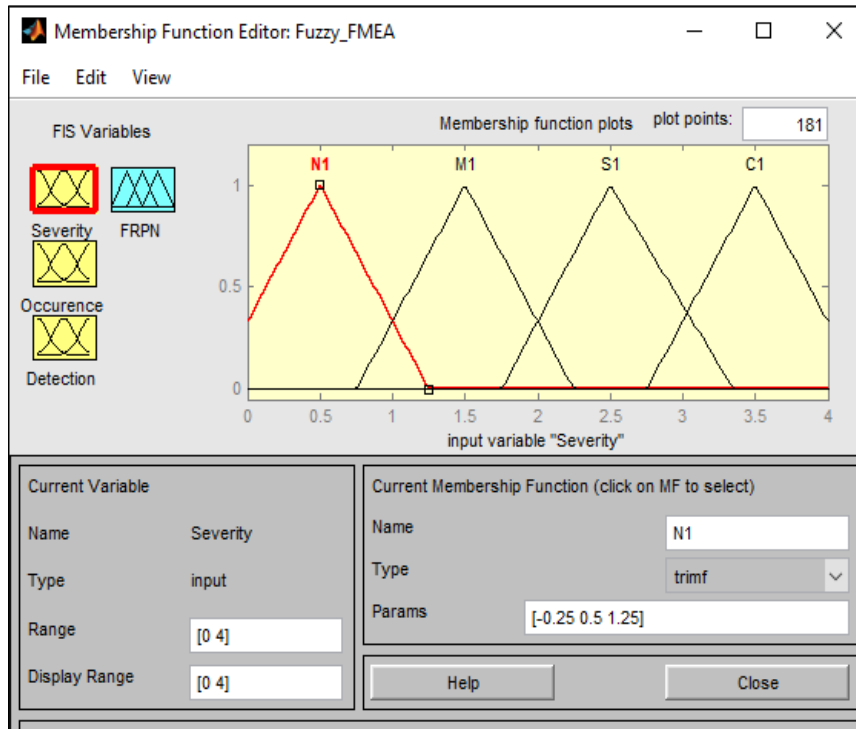 Membership Function Editor: Fuzzy_FMEA
File Edit View
FIS Variables
Membership function plots plot points: 181
Severity FRPN
Occurence
Detection
N1 M1 S1 C1
1
0.5
0
0 0.5 1 1.5 2 2.5 3 3.5 4
input variable "Severity"
Current Variable
Name Severity
Type input
Range [0 4]
Display Range [0 4]
Current Membership Function (click on MF to select)
Name N1
Type trimf
Params [-0.25 0.5 1.25]
Help Close